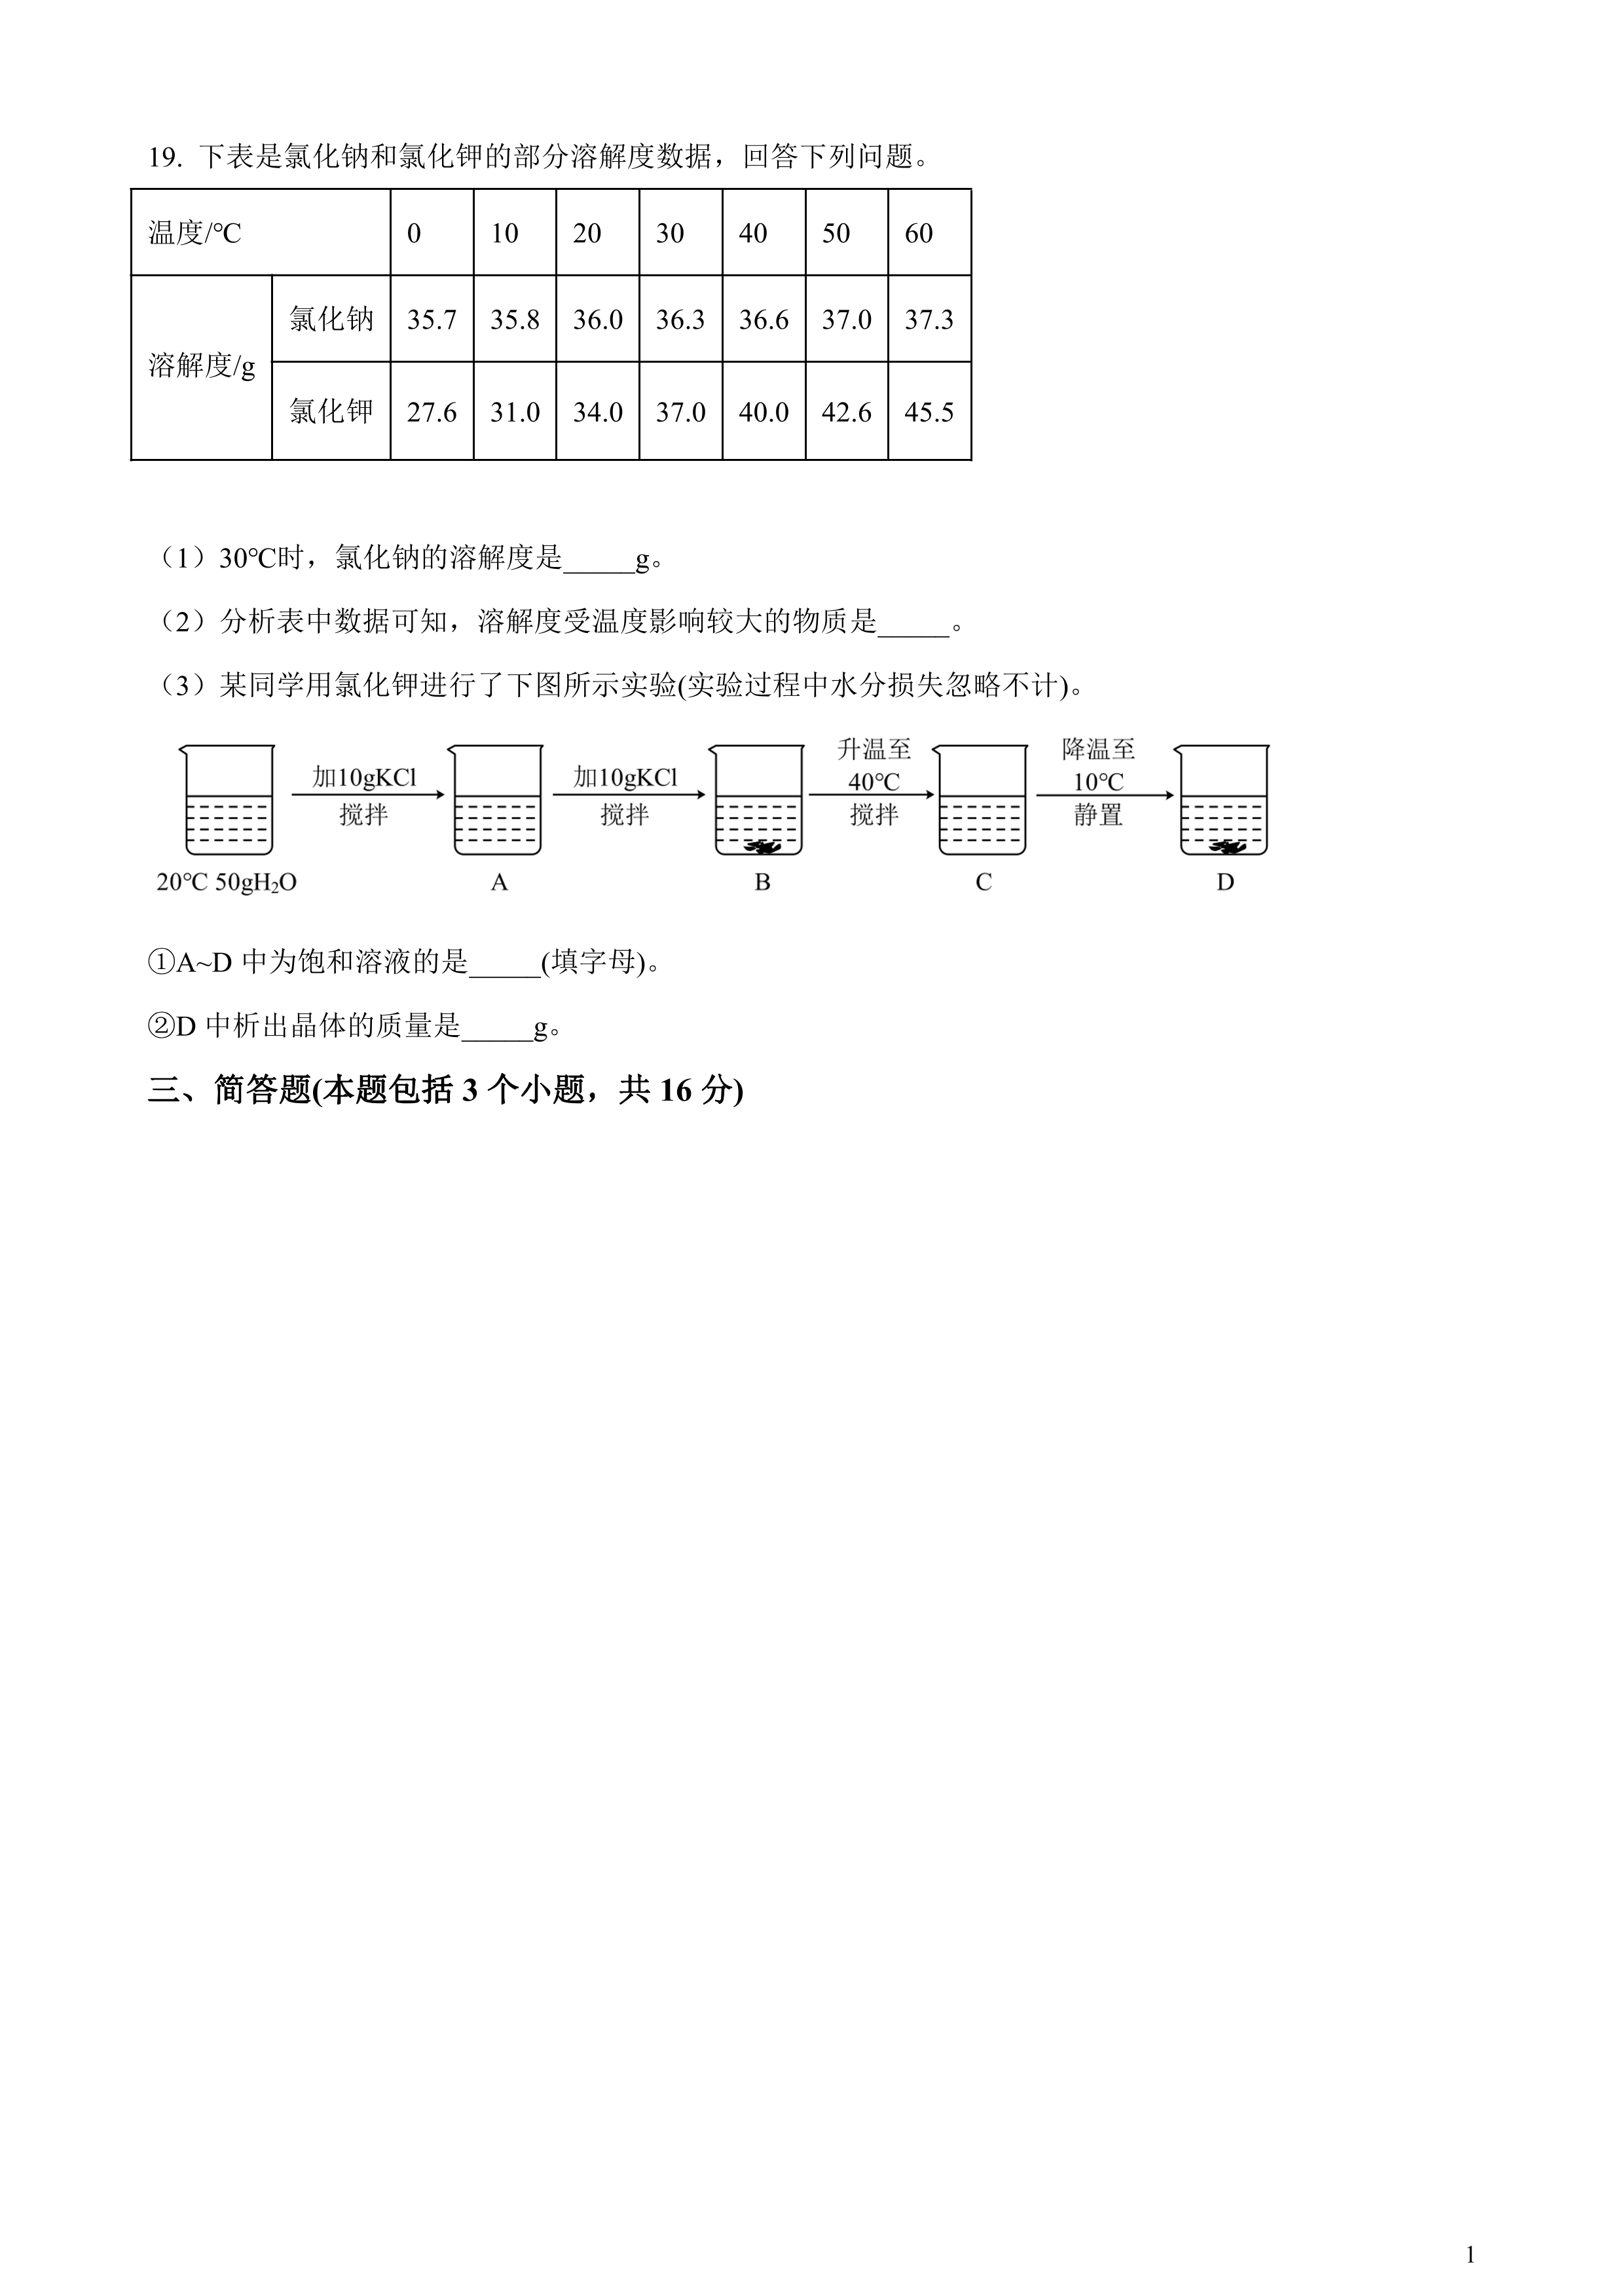 19. 下表是氯化钠和氯化钾的部分溶解度数据，回答下列问题。
温度/℃ 0 10 20 30 40 50 60
溶解度/g 氯化钠 35.7 35.8 36.0 36.3 36.6 37.0 37.3
氯化钾 27.6 31.0 34.0 37.0 40.0 42.6 45.5
（1）30℃时，氯化钠的溶解度是_____g。
（2）分析表中数据可知，溶解度受温度影响较大的物质是_____。
（3）某同学用氯化钾进行了下图所示实验(实验过程中水分损失忽略不计)。
加10gKCl 搅拌 加10gKCl 搅拌 升温至 40℃ 搅拌 降温至 10℃ 静置
20℃ 50gH₂O A B C D
①A~D 中为饱和溶液的是_____(填字母)。
②D 中析出晶体的质量是_____g。
三、简答题(本题包括 3 个小题，共 16 分)
1